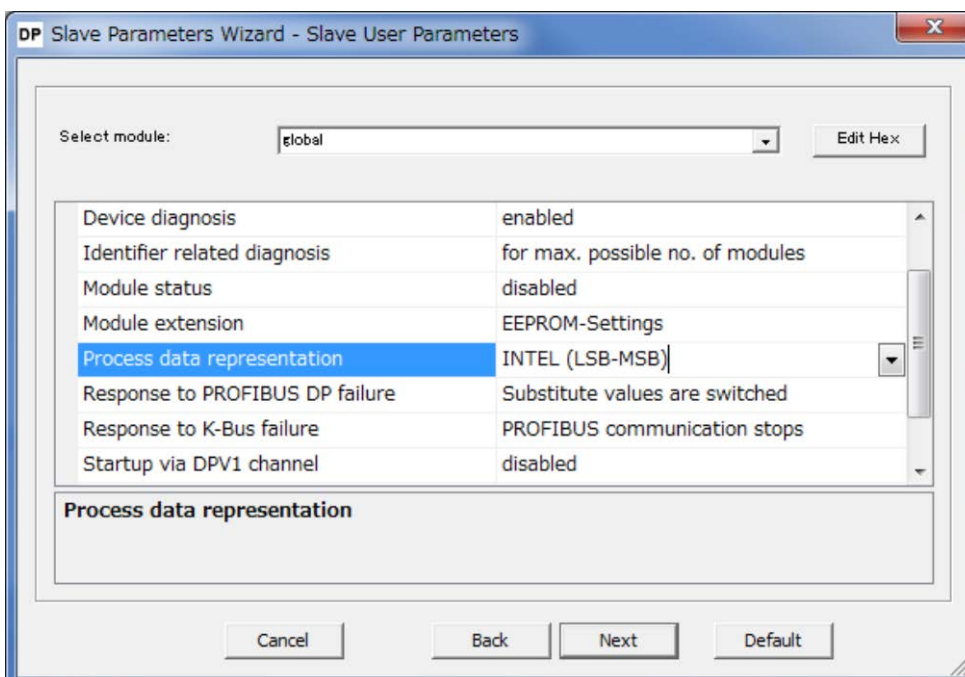 DP Slave Parameters Wizard - Slave User Parameters
Select module: global Edit Hex
Device diagnosis enabled
Identifier related diagnosis for max. possible no. of modules
Module status disabled
Module extension EEPROM-Settings
Process data representation INTEL (LSB-MSB)
Response to PROFIBUS DP failure Substitute values are switched
Response to K-Bus failure PROFIBUS communication stops
Startup via DPV1 channel disabled
Process data representation
Cancel Back Next Default